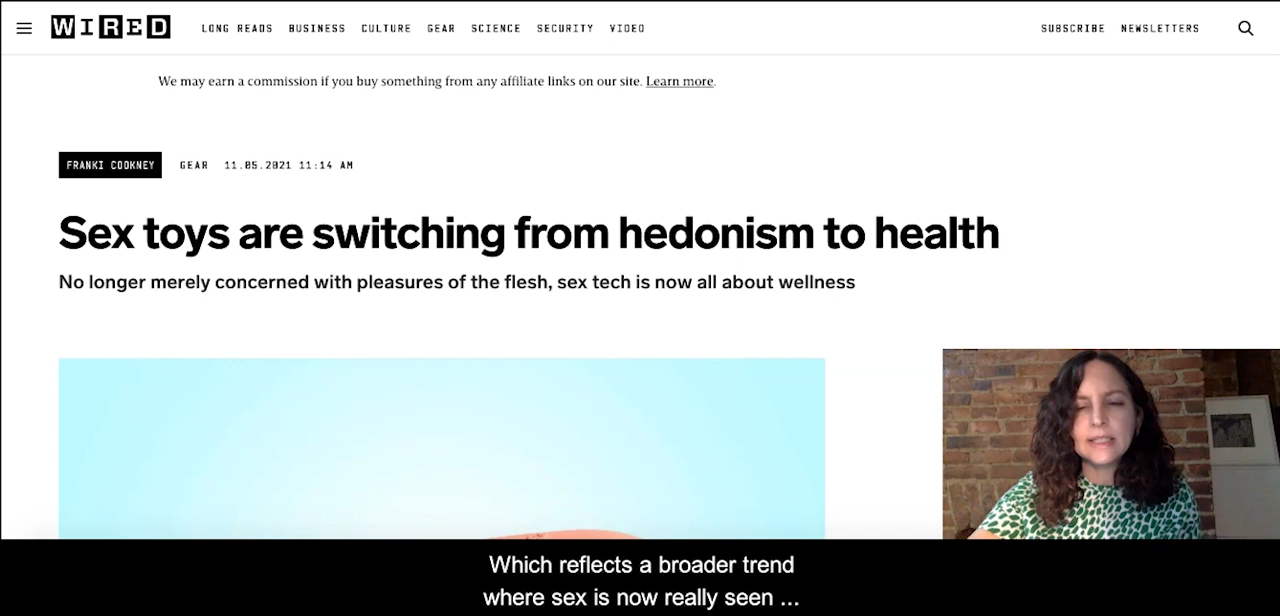 WIRED
LONG READS BUSINESS CULTURE GEAR SCIENCE SECURITY VIDEO
SUBSCRIBE NEWSLETTERS
We may earn a commission if you buy something from any affiliate links on our site. Learn more.
FRANKI COOKNEY GEAR 11.05.2021 11:14 AM
Sex toys are switching from hedonism to health
No longer merely concerned with pleasures of the flesh, sex tech is now all about wellness
Which reflects a broader trend
where sex is now really seen ...